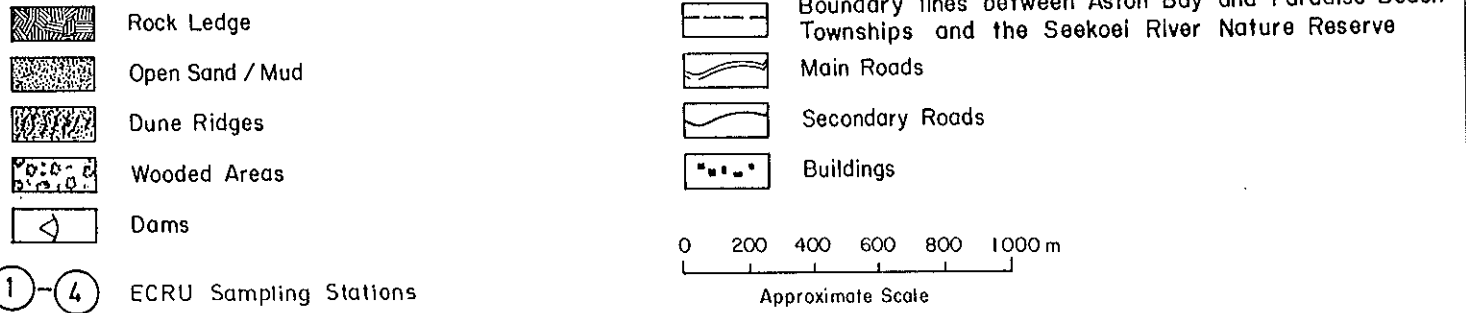 Rock Ledge
Open Sand / Mud
Dune Ridges
Wooded Areas
Dams
1-4 ECRU Sampling Stations
Boundary lines between Aston Bay and Paradise Beach
Townships and the Seekoei River Nature Reserve
Main Roads
Secondary Roads
Buildings
0 200 400 600 800 1000 m
Approximate Scale